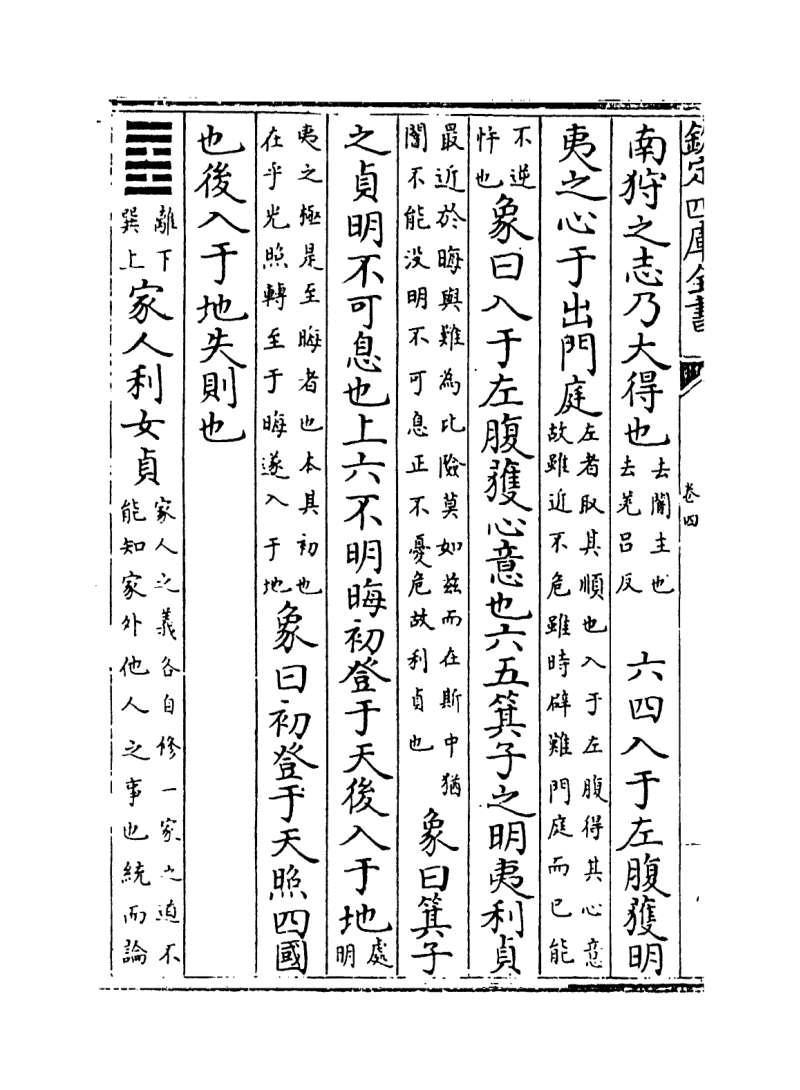 欽定四庫全書 卷四
南狩之志乃大得也去闇主也去羌呂反 六四入于左腹獲明
夷之心于出門庭左者取其順也入于左腹得其心意故雖近不危雖時辟難門庭而已能
不逆忤也象曰入于左腹獲心意也六五箕子之明夷利貞
最近於晦與難為比險莫如兹而在斯中猶闇不能没明不可息正不憂危故利貞也 象曰箕子
之貞明不可息也上六不明晦初登于天後入于地處明
夷之極是至晦者也本其初也在乎光照轉至于晦遂入于地象曰初登于天照四國
也後入于地失則也
䷤離下巽上家人利女貞家人之義各自修一家之道不能知家外他人之事也統而論